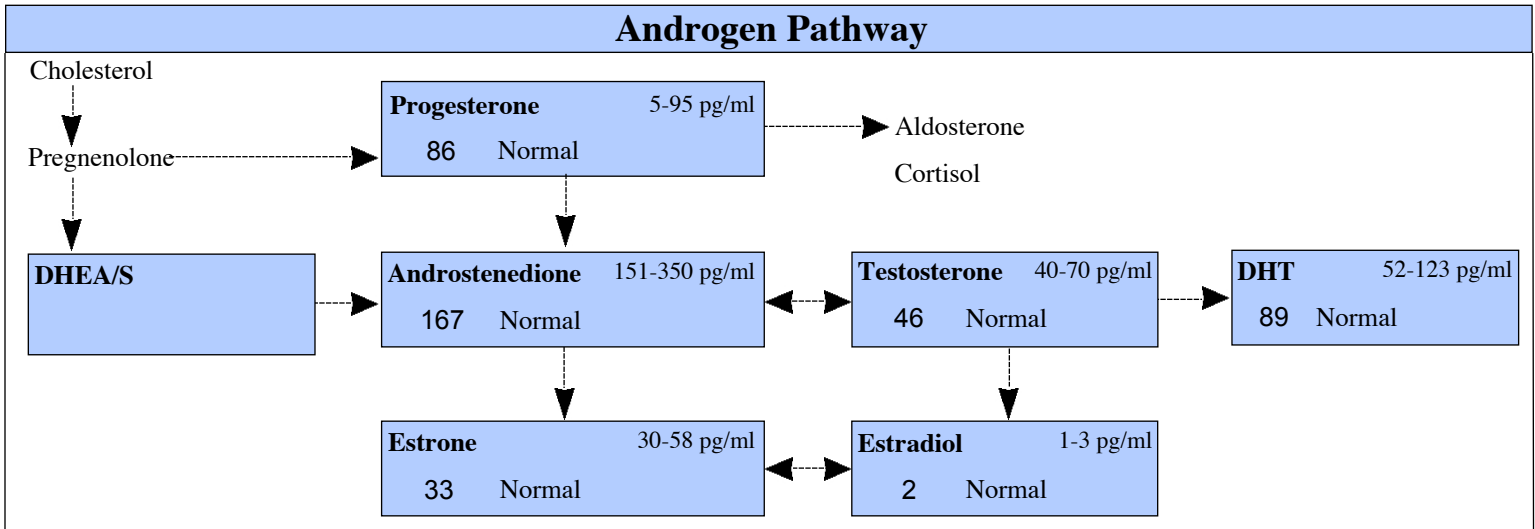 Androgen Pathway
Cholesterol
Progesterone 5-95 pg/ml
86 Normal
Aldosterone
Pregnenolone
Cortisol
DHEA/S
Androstenedione 151-350 pg/ml
167 Normal
Testosterone 40-70 pg/ml
46 Normal
DHT 52-123 pg/ml
89 Normal
Estrone 30-58 pg/ml
33 Normal
Estradiol 1-3 pg/ml
2 Normal